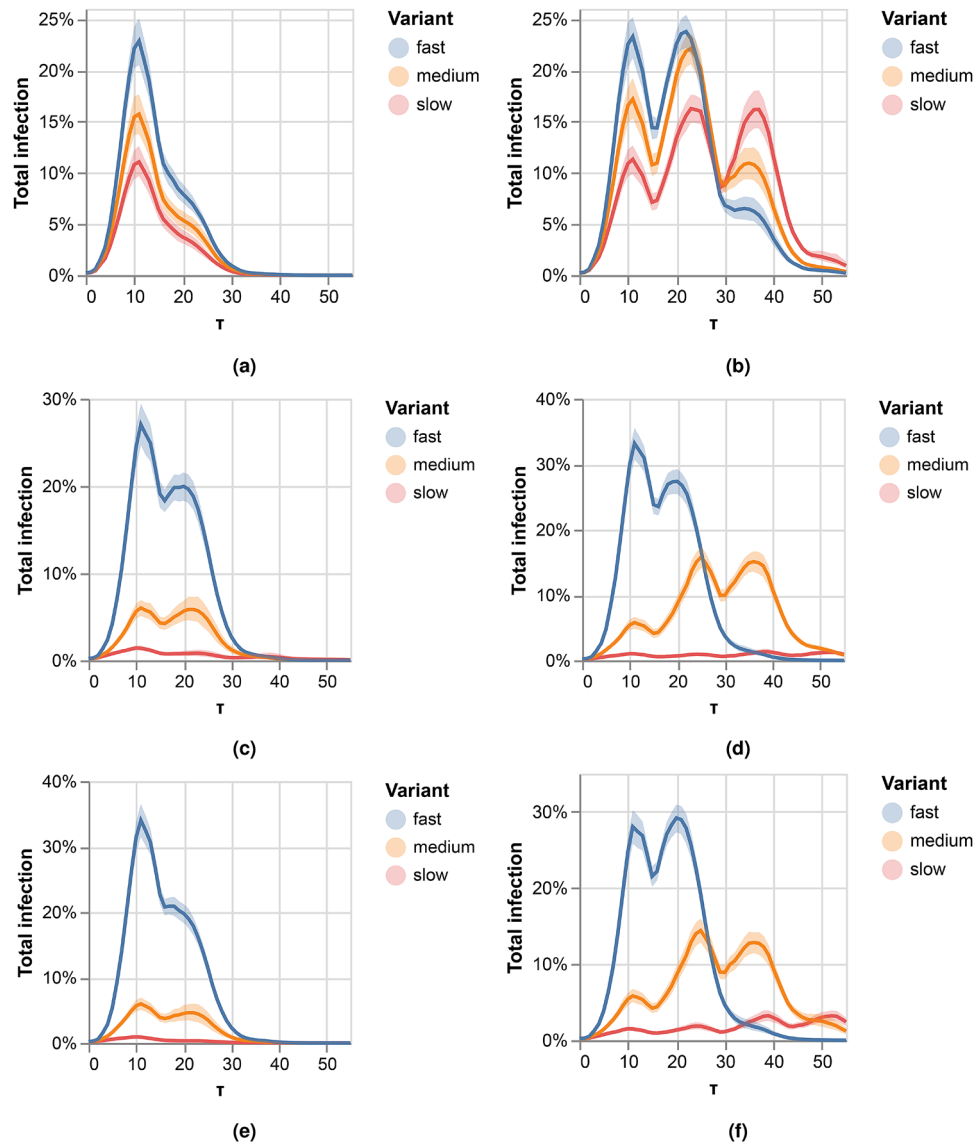 Total infection
25%
20%
15%
10%
5%
0%
0 10 20 30 40 50
T
Variant
fast
medium
slow
(a)
Total infection
25%
20%
15%
10%
5%
0%
0 10 20 30 40 50
T
Variant
fast
medium
slow
(b)
Total infection
30%
20%
10%
0%
0 10 20 30 40 50
T
Variant
fast
medium
slow
(c)
Total infection
40%
30%
20%
10%
0%
0 10 20 30 40 50
T
Variant
fast
medium
slow
(d)
Total infection
40%
30%
20%
10%
0%
0 10 20 30 40 50
T
Variant
fast
medium
slow
(e)
Total infection
30%
20%
10%
0%
0 10 20 30 40 50
T
Variant
fast
medium
slow
(f)